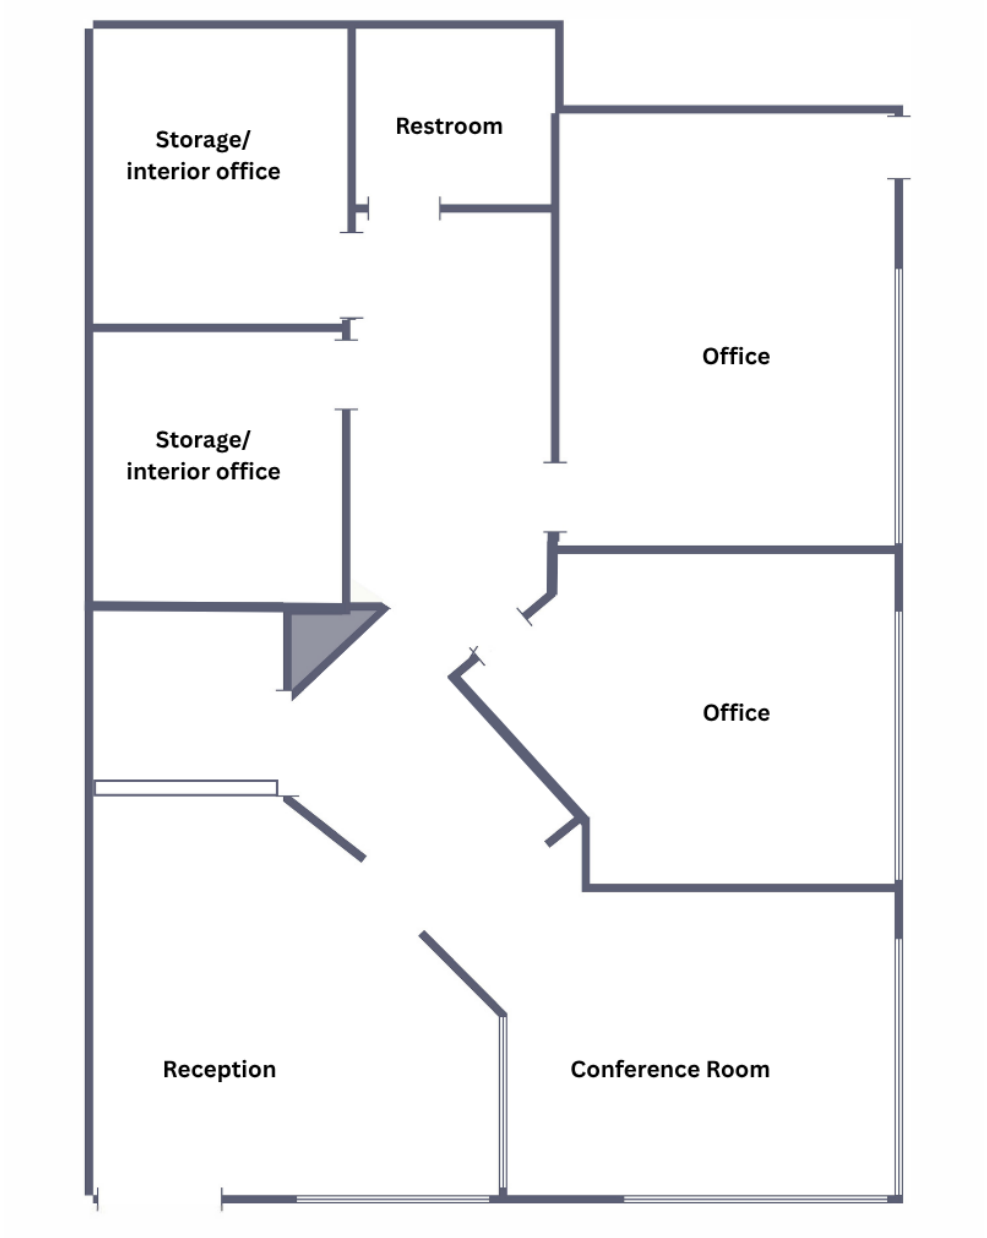 Restroom
Storage/
interior office
Office
Storage/
interior office
Office
Reception
Conference Room